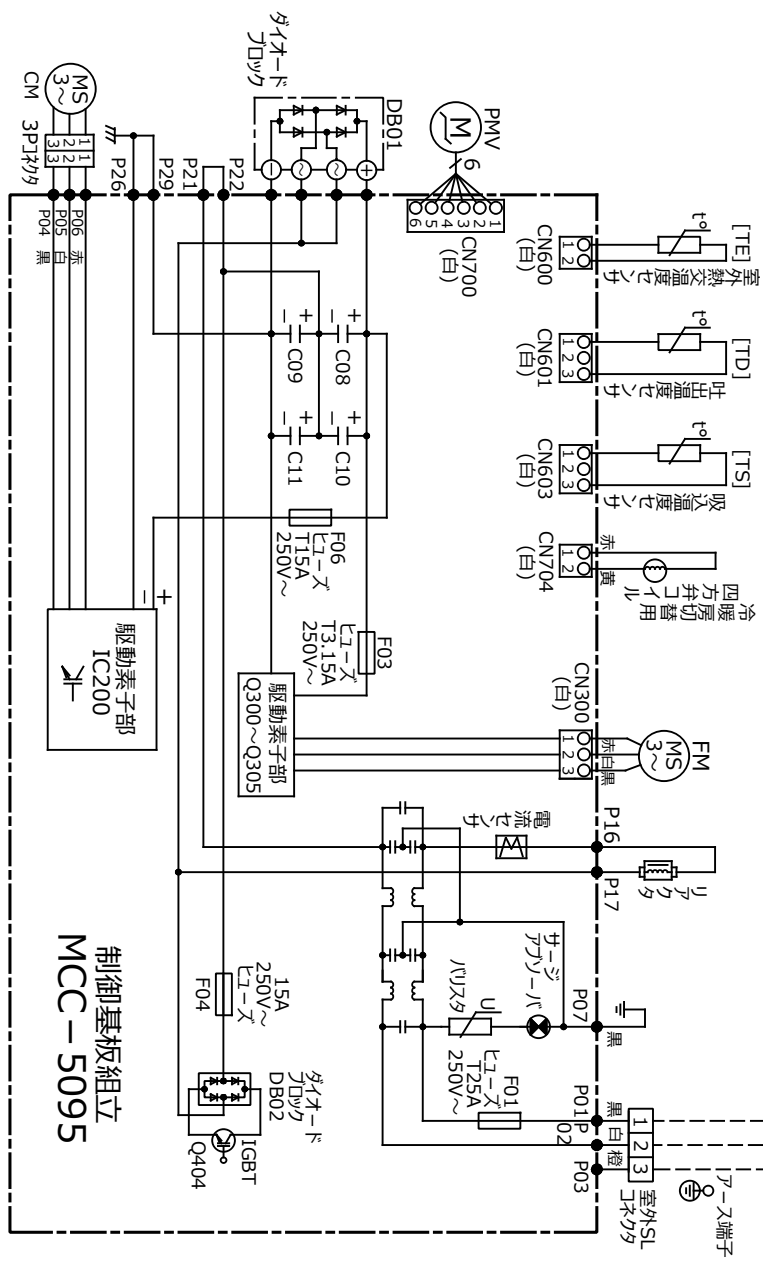 [TE]
室外熱交温度センサ
t°
1 2
CN600
(白)
[TD]
吐出温度センサ
t°
1 2 3
CN601
(白)
[TS]
吸込温度センサ
t°
1 2 3
CN603
(白)
冷暖房切替用
四方弁コイル
赤 黄
1 2
CN704
(白)
FM
MS
3~
赤 白 黒
1 2 3
CN300
(白)
リアクタ
P16 P17
電流センサ
P07
黒
サージ
アブソーバ
バリスタ
U
アース端子
室外SL
コネクタ
1 2 3
黒 白 橙
P01 P02 P03
F01
ヒューズ
T25A
250V~
PMV
M
6
1
2
3
4
5
6
CN700
(白)
DB01
ダイオード
ブロック
+
~
~
−
P22
P21
P29
P26
MS
3~
CM
1 1
2 2
3 3
3Pコネクタ
P06 赤
P05 白
P04 黒
+
−
C08
+
−
C09
C10
+
−
C11
F06
ヒューズ
T15A
250V~
F03
ヒューズ
T3.15A
250V~
駆動素子部
Q300~Q305
+
−
駆動素子部
IC200
15A
250V~
ヒューズ
F04
ダイオード
ブロック
DB02
IGBT
Q404
制御基板組立
MCC−5095